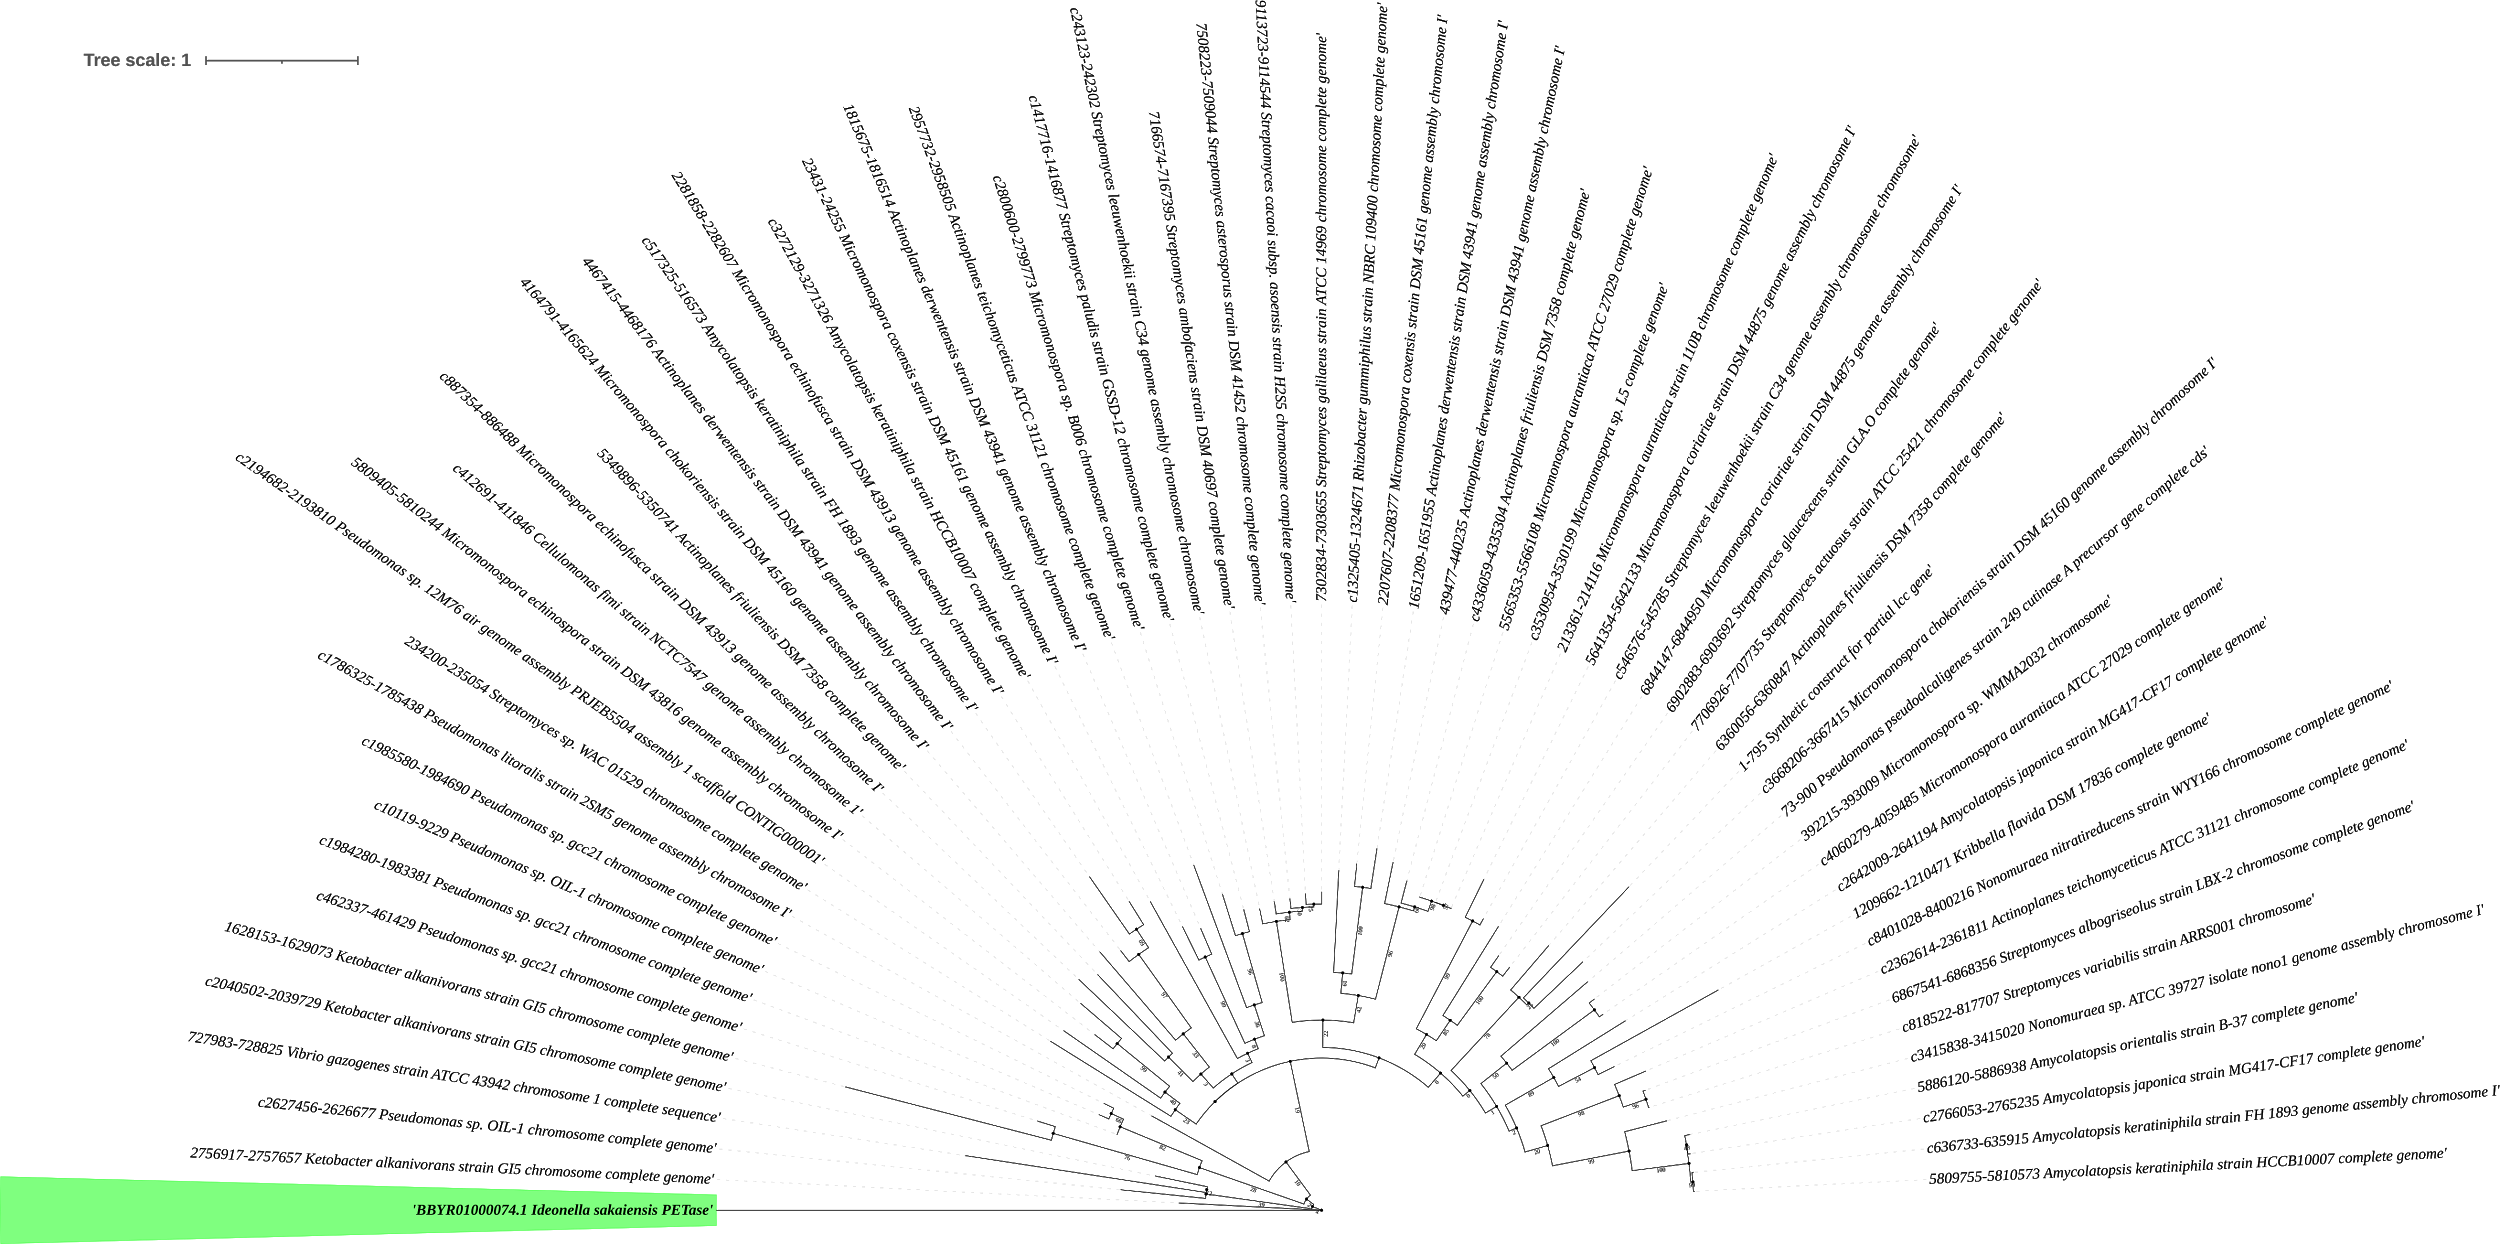 Tree scale: 1
'BBYR01000074.1 Ideonella sakaiensis PETase'
2756917-2757657 Ketobacter alkanivorans strain GI5 chromosome complete genome'
c2627456-2626677 Pseudomonas sp. OIL-1 chromosome complete genome'
727983-728825 Vibrio gazogenes strain ATCC 43942 chromosome 1 complete sequence'
c2040502-2039729 Ketobacter alkanivorans strain GI5 chromosome complete genome'
1628153-1629073 Ketobacter alkanivorans strain GI5 chromosome complete genome'
c462337-461429 Pseudomonas sp. gcc21 chromosome complete genome'
c1984280-1983381 Pseudomonas sp. gcc21 chromosome complete genome'
c10119-9229 Pseudomonas sp. OIL-1 chromosome complete genome'
c1985580-1984690 Pseudomonas sp. gcc21 chromosome complete genome'
c1786325-1785438 Pseudomonas litoralis strain 2SM5 genome assembly chromosome I'
234200-235054 Streptomyces sp. WAC 01529 chromosome complete genome'
c2194682-2193810 Pseudomonas sp. 12M76 air genome assembly PRJEB5504 assembly 1 scaffold CONTIG000001'
5809405-5810244 Micromonospora echinospora strain DSM 43816 genome assembly chromosome I'
c412691-411846 Cellulomonas fimi strain NCTC7547 genome assembly chromosome 1'
c887354-886488 Micromonospora echinofusca strain DSM 43913 genome assembly chromosome I'
5349896-5350741 Actinoplanes friuliensis DSM 7358 complete genome'
4164791-4165624 Micromonospora chokoriensis strain DSM 45160 genome assembly chromosome I'
4467415-4468176 Actinoplanes derwentensis strain DSM 43941 genome assembly chromosome I'
c517325-516573 Amycolatopsis keratiniphila strain FH 1893 genome assembly chromosome I'
2281858-2282607 Micromonospora echinofusca strain DSM 43913 genome assembly chromosome I'
c3272129-3271326 Amycolatopsis keratiniphila strain HCCB10007 complete genome'
23431-24255 Micromonospora coxensis strain DSM 45161 genome assembly chromosome I'
1815675-1816514 Actinoplanes derwentensis strain DSM 43941 genome assembly chromosome I'
2957732-2958505 Actinoplanes teichomyceticus ATCC 31121 chromosome complete genome'
c2800600-2799773 Micromonospora sp. B006 chromosome complete genome'
c1417716-1416877 Streptomyces paludis strain GSSD-12 chromosome complete genome'
c243123-242302 Streptomyces leeuwenhoekii strain C34 genome assembly chromosome'
7166574-7167395 Streptomyces ambofaciens strain DSM 40697 complete genome'
7508223-7509044 Streptomyces asterosporus strain DSM 41452 chromosome complete genome'
9113723-9114544 Streptomyces cacaoi subsp. asoensis strain H2S5 chromosome complete genome'
7302834-7303655 Streptomyces galilaeus strain ATCC 14969 chromosome complete genome'
c1325405-1324671 Rhizobacter gummiphilus strain NBRC 109400 chromosome complete genome'
2207607-2208377 Micromonospora coxensis strain DSM 45161 genome assembly chromosome I'
1651209-1651955 Actinoplanes derwentensis strain DSM 43941 genome assembly chromosome I'
439477-440235 Actinoplanes derwentensis strain DSM 43941 genome assembly chromosome I'
c4336059-4335304 Actinoplanes friuliensis DSM 7358 complete genome'
5565353-5566108 Micromonospora aurantiaca ATCC 27029 complete genome'
c3530954-3530199 Micromonospora sp. L5 complete genome'
213361-214116 Micromonospora aurantiaca strain 110B chromosome complete genome'
5641354-5642133 Micromonospora coriariae strain DSM 44875 genome assembly chromosome I'
c546576-545785 Streptomyces leeuwenhoekii strain C34 genome assembly chromosome'
6844147-6844950 Micromonospora coriariae strain DSM 44875 genome assembly chromosome I'
6902883-6903692 Streptomyces glaucescens strain GLA.O complete genome'
7706926-7707735 Streptomyces actuosus strain ATCC 25421 chromosome complete genome'
6360056-6360847 Actinoplanes friuliensis DSM 7358 complete genome'
1-795 Synthetic construct for partial lcc gene'
c3668206-3667415 Micromonospora chokoriensis strain DSM 45160 genome assembly chromosome I'
73-900 Pseudomonas pseudoalcaligenes strain 249 cutinase A precursor gene complete cds'
392215-393009 Micromonospora sp. WMMA2032 chromosome'
c4060279-4059485 Micromonospora aurantiaca ATCC 27029 complete genome'
c2642009-2641194 Amycolatopsis japonica strain MG417-CF17 complete genome'
1209662-1210471 Kribbella flavida DSM 17836 complete genome'
c8401028-8400216 Nonomuraea nitratireducens strain WYY166 chromosome complete genome'
c2362614-2361811 Actinoplanes teichomyceticus ATCC 31121 chromosome complete genome'
6867541-6868356 Streptomyces albogriseolus strain LBX-2 chromosome complete genome'
c818522-817707 Streptomyces variabilis strain ARRS001 chromosome'
c3415838-3415020 Nonomuraea sp. ATCC 39727 isolate nono1 genome assembly chromosome I'
5886120-5886938 Amycolatopsis orientalis strain B-37 complete genome'
c2766053-2765235 Amycolatopsis japonica strain MG417-CF17 complete genome'
c636733-635915 Amycolatopsis keratiniphila strain FH 1893 genome assembly chromosome I'
5809755-5810573 Amycolatopsis keratiniphila strain HCCB10007 complete genome'